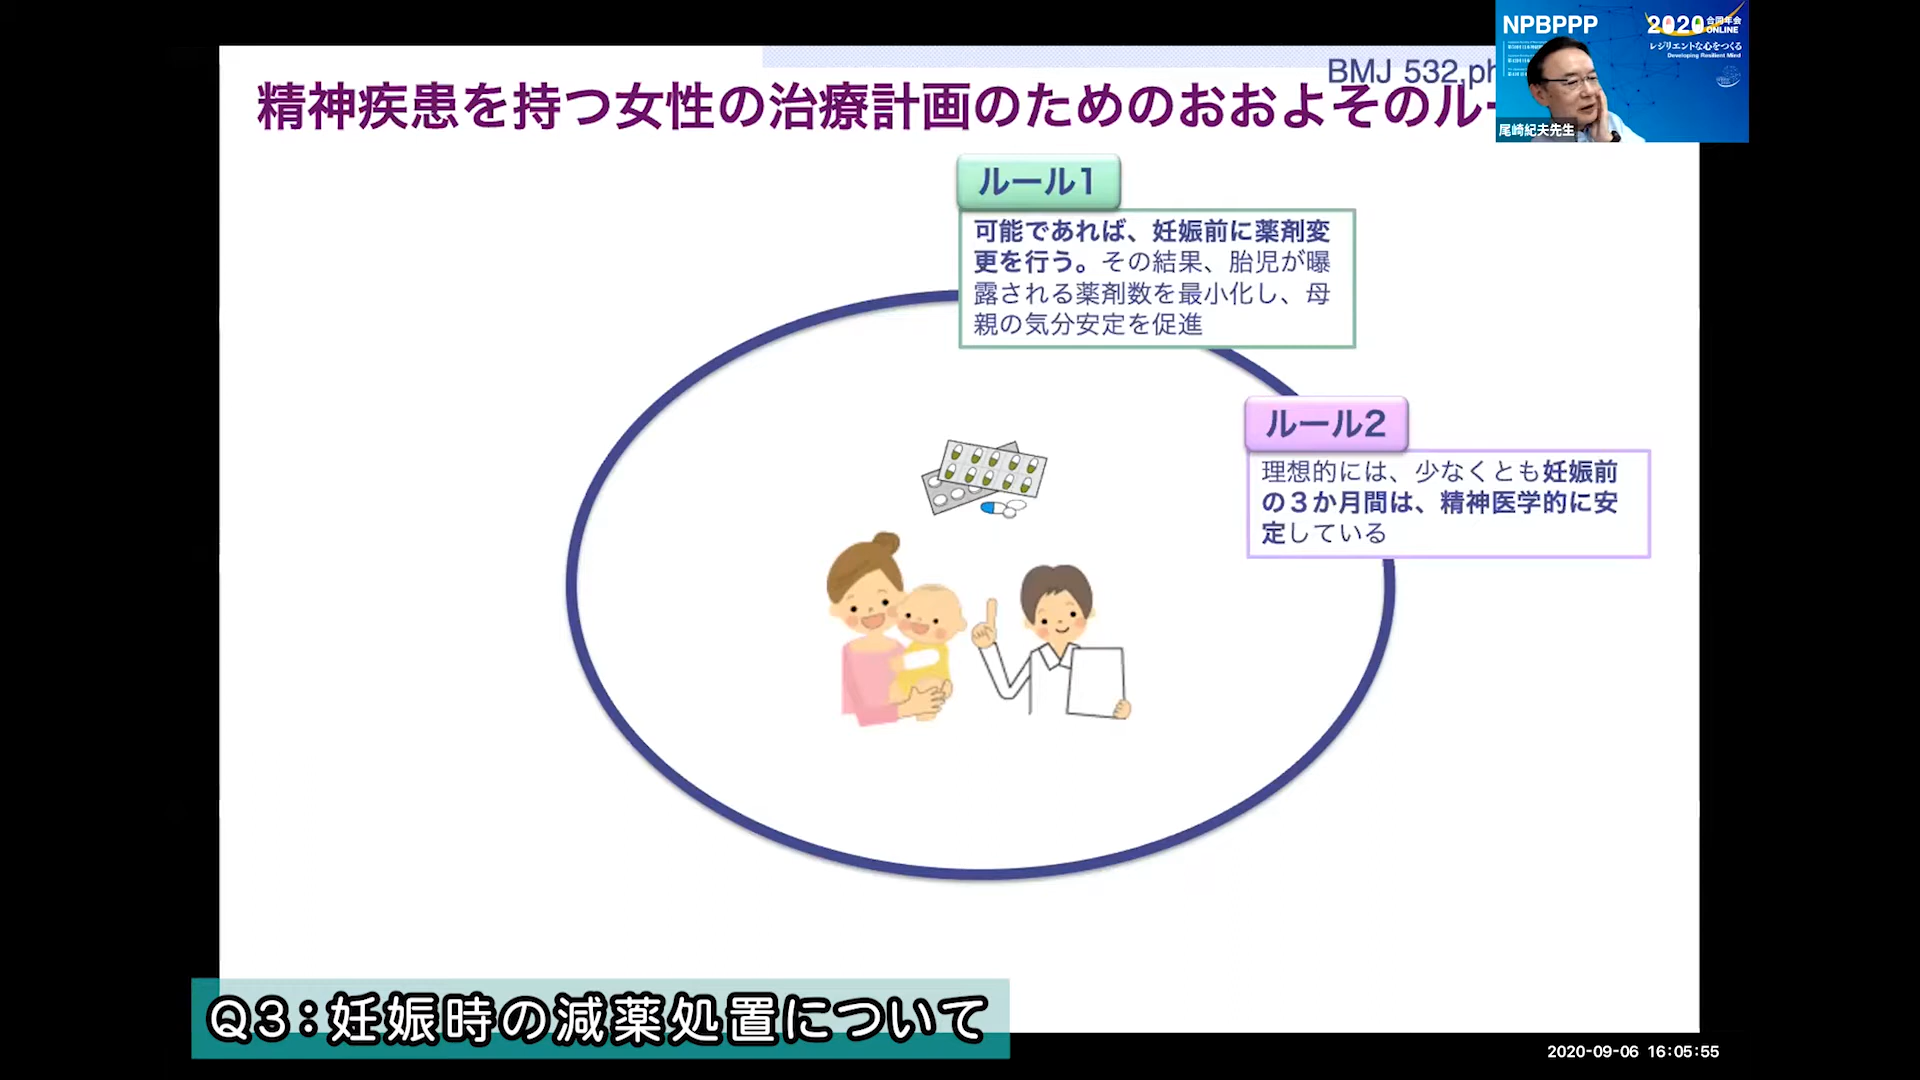 BMJ 532,ph
精神疾患を持つ女性の治療計画のためのおおよそのルー
NPBPPP
2020 合同年会
ONLINE
レジリエントな心をつくる
Developing Resilient Mind
尾崎紀夫先生
ルール1
可能であれば、妊娠前に薬剤変
更を行う。その結果、胎児が曝
露される薬剤数を最小化し、母
親の気分安定を促進
ルール2
理想的には、少なくとも妊娠前
の３か月間は、精神医学的に安
定している
Q3：妊娠時の減薬処置について
2020-09-06 16:05:55